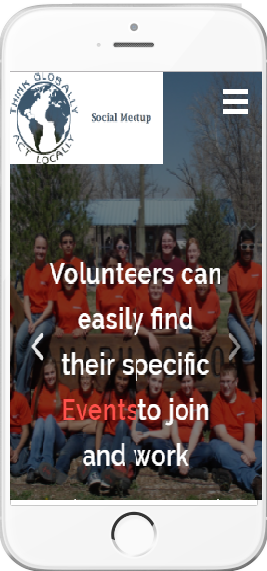 THINK GLOBALLY
ACT LOCALLY
Social Meetup
Volunteers can
easily find
their specific
Eventsto join
and work